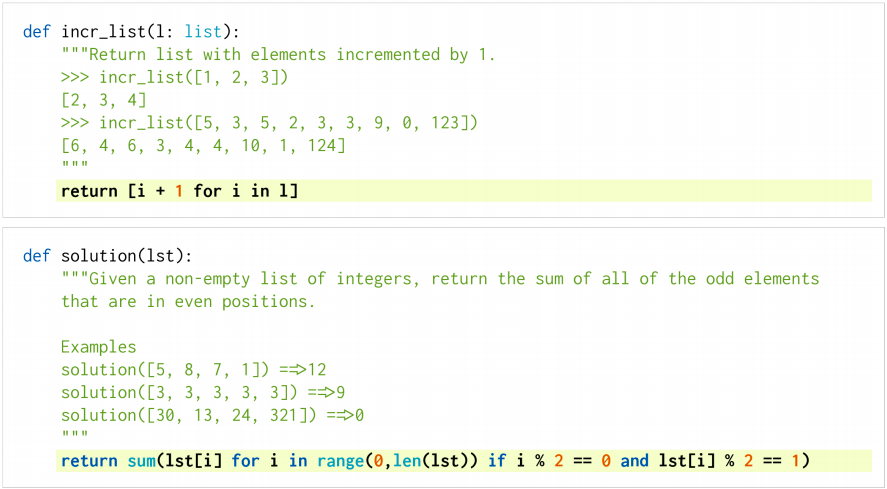 def incr_list(l: list):
"""Return list with elements incremented by 1.
>>> incr_list([1, 2, 3])
[2, 3, 4]
>>> incr_list([5, 3, 5, 2, 3, 3, 9, 0, 123])
[6, 4, 6, 3, 4, 4, 10, 1, 124]
"""
return [i + 1 for i in l]
def solution(lst):
"""Given a non-empty list of integers, return the sum of all of the odd elements
that are in even positions.
Examples
solution([5, 8, 7, 1]) ==>12
solution([3, 3, 3, 3, 3]) ==>9
solution([30, 13, 24, 321]) ==>0
"""
return sum(lst[i] for i in range(0,len(lst)) if i % 2 == 0 and lst[i] % 2 == 1)